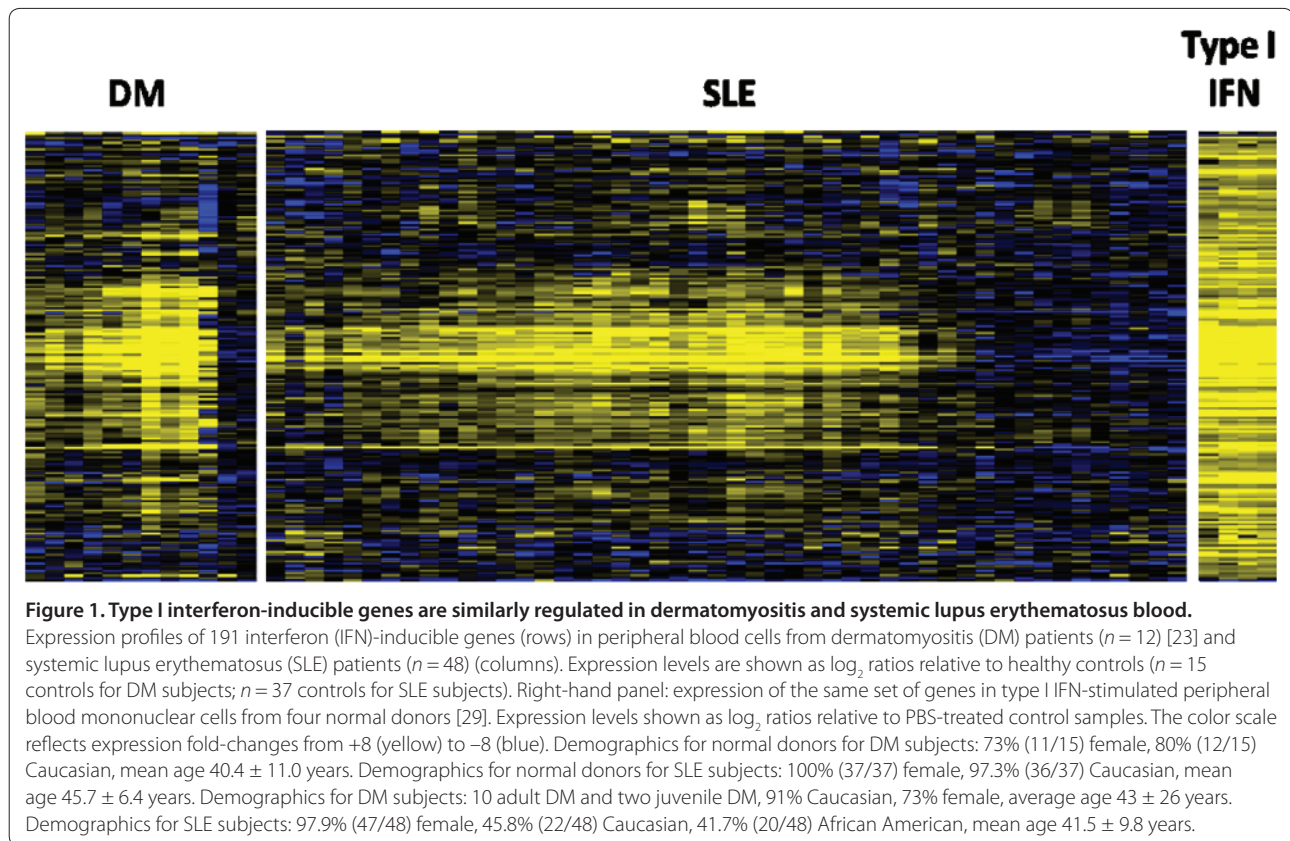 Type I
DM SLE IFN
Figure 1. Type I interferon-inducible genes are similarly regulated in dermatomyositis and systemic lupus erythematosus blood.
Expression profiles of 191 interferon (IFN)-inducible genes (rows) in peripheral blood cells from dermatomyositis (DM) patients (n = 12) [23] and
systemic lupus erythematosus (SLE) patients (n = 48) (columns). Expression levels are shown as log₂ ratios relative to healthy controls (n = 15
controls for DM subjects; n = 37 controls for SLE subjects). Right-hand panel: expression of the same set of genes in type I IFN-stimulated peripheral
blood mononuclear cells from four normal donors [29]. Expression levels shown as log₂ ratios relative to PBS-treated control samples. The color scale
reflects expression fold-changes from +8 (yellow) to –8 (blue). Demographics for normal donors for DM subjects: 73% (11/15) female, 80% (12/15)
Caucasian, mean age 40.4 ± 11.0 years. Demographics for normal donors for SLE subjects: 100% (37/37) female, 97.3% (36/37) Caucasian, mean
age 45.7 ± 6.4 years. Demographics for DM subjects: 10 adult DM and two juvenile DM, 91% Caucasian, 73% female, average age 43 ± 26 years.
Demographics for SLE subjects: 97.9% (47/48) female, 45.8% (22/48) Caucasian, 41.7% (20/48) African American, mean age 41.5 ± 9.8 years.